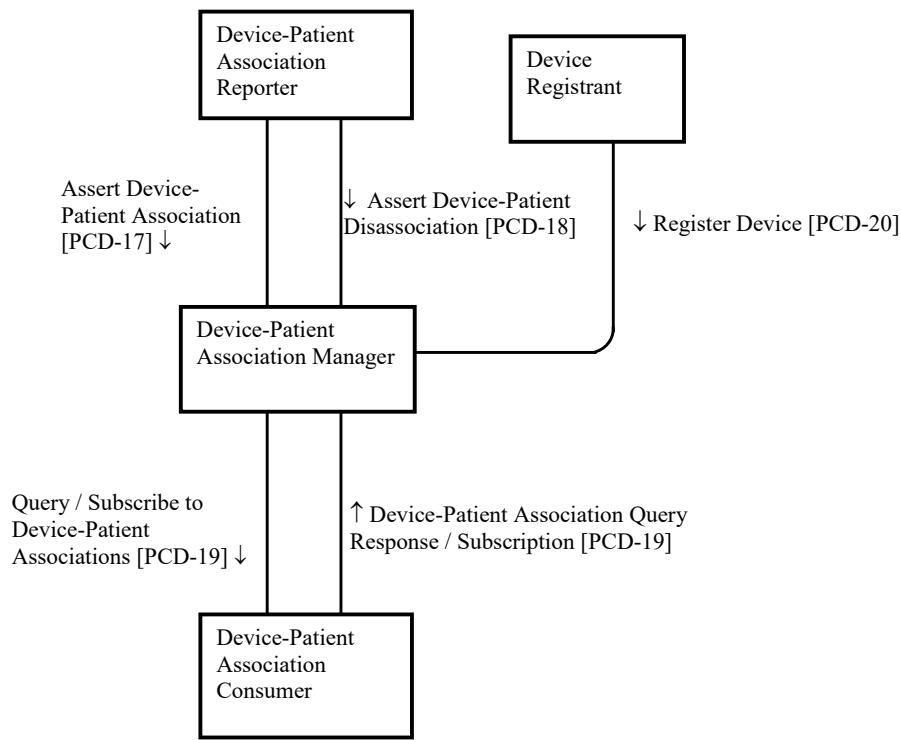 Device-Patient
Association
Reporter
Device
Registrant
Assert Device-
Patient Association
[PCD-17] ↓
↓ Assert Device-Patient
Disassociation [PCD-18]
↓ Register Device [PCD-20]
Device-Patient
Association Manager
Query / Subscribe to
Device-Patient
Associations [PCD-19] ↓
↑ Device-Patient Association Query
Response / Subscription [PCD-19]
Device-Patient
Association
Consumer